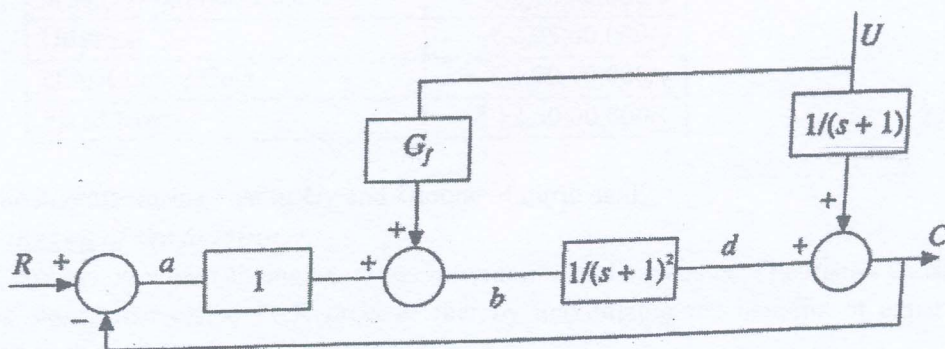 U
G_f
1/(s + 1)
+
+
R
+
a
1
+
b
1/(s + 1)²
d
+
C
−